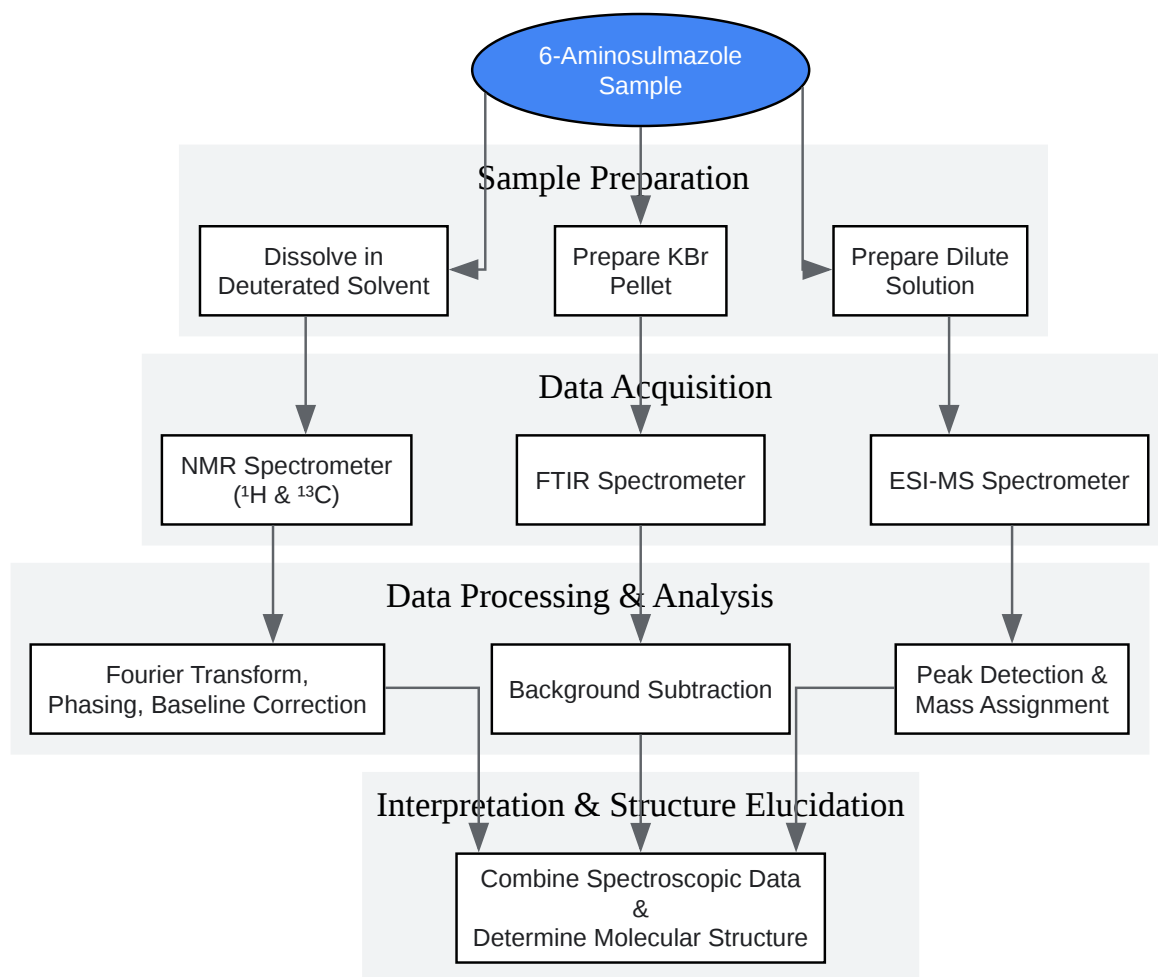 6-Aminosulmazole
Sample
Sample Preparation
Dissolve in
Deuterated Solvent
Prepare KBr
Pellet
Prepare Dilute
Solution
Data Acquisition
NMR Spectrometer
(¹H & ¹³C)
FTIR Spectrometer
ESI-MS Spectrometer
Data Processing & Analysis
Fourier Transform,
Phasing, Baseline Correction
Background Subtraction
Peak Detection &
Mass Assignment
Interpretation & Structure Elucidation
Combine Spectroscopic Data
&
Determine Molecular Structure